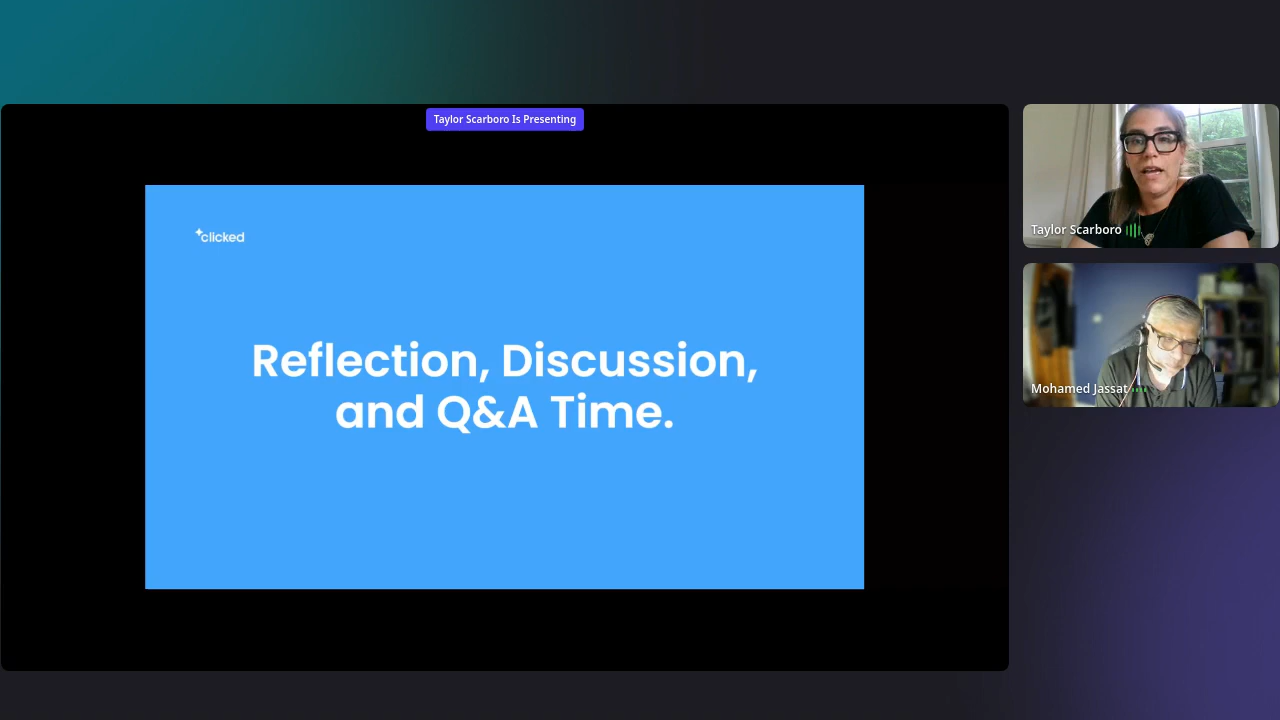 Taylor Scarboro Is Presenting
clicked
Reflection, Discussion,
and Q&A Time.
Taylor Scarboro
Mohamed Jassat